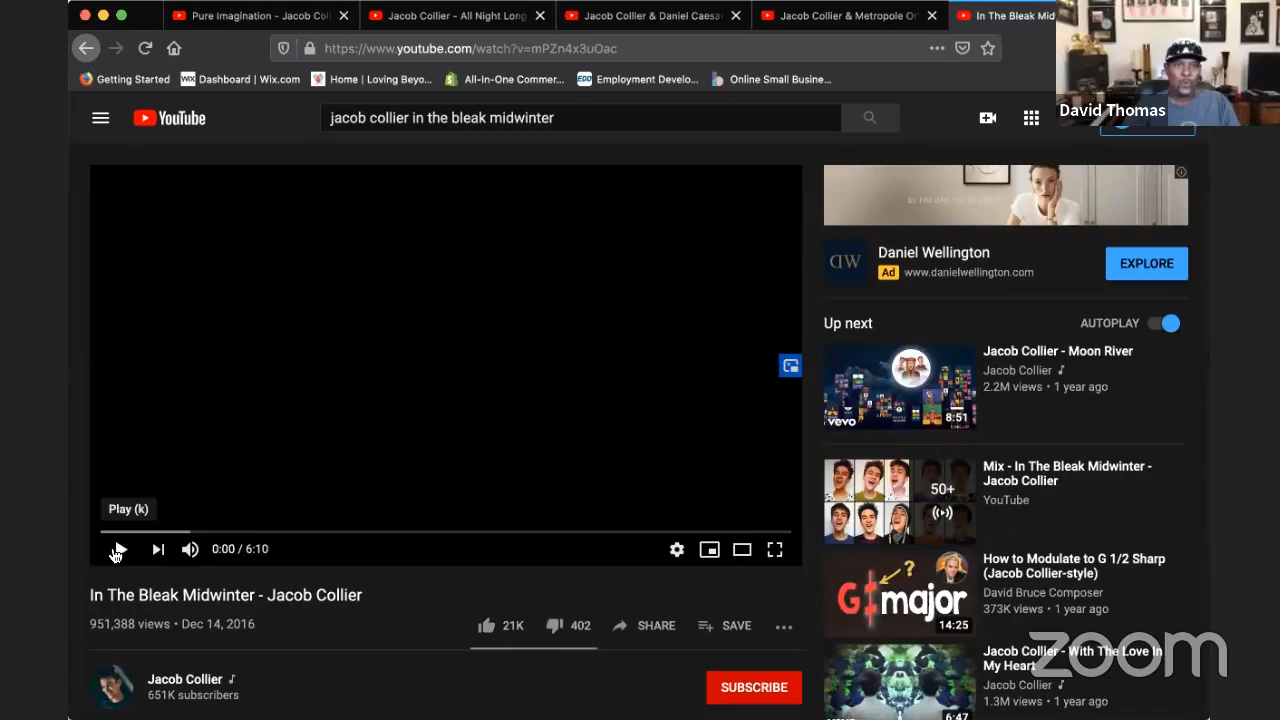 Pure Imagination - Jacob Coll
Jacob Collier - All Night Long
Jacob Collier & Daniel Caesa
Jacob Collier & Metropole Or
In The Bleak Mid
https://www.youtube.com/watch?v=mPZn4x3uOac
Getting Started
WIX Dashboard | Wix.com
Home | Loving Beyo...
All-In-One Commer...
EDD Employment Develo...
Online Small Busine...
David Thomas
YouTube
jacob collier in the bleak midwinter
BE THE ONE
Daniel Wellington
DW
Ad www.danielwellington.com
EXPLORE
Up next
AUTOPLAY
Jacob Collier - Moon River
Jacob Collier
2.2M views • 1 year ago
vevo
8:51
Mix - In The Bleak Midwinter -
Jacob Collier
YouTube
50+
Play (k)
0:00 / 6:10
How to Modulate to G 1/2 Sharp
(Jacob Collier-style)
David Bruce Composer
373K views • 1 year ago
G major
?
14:25
In The Bleak Midwinter - Jacob Collier
951,388 views • Dec 14, 2016
21K
402
SHARE
SAVE
Jacob Collier - With The Love In
My Heart
Jacob Collier
1.3M views • 1 year ago
6:47
Jacob Collier
651K subscribers
SUBSCRIBE
zoom